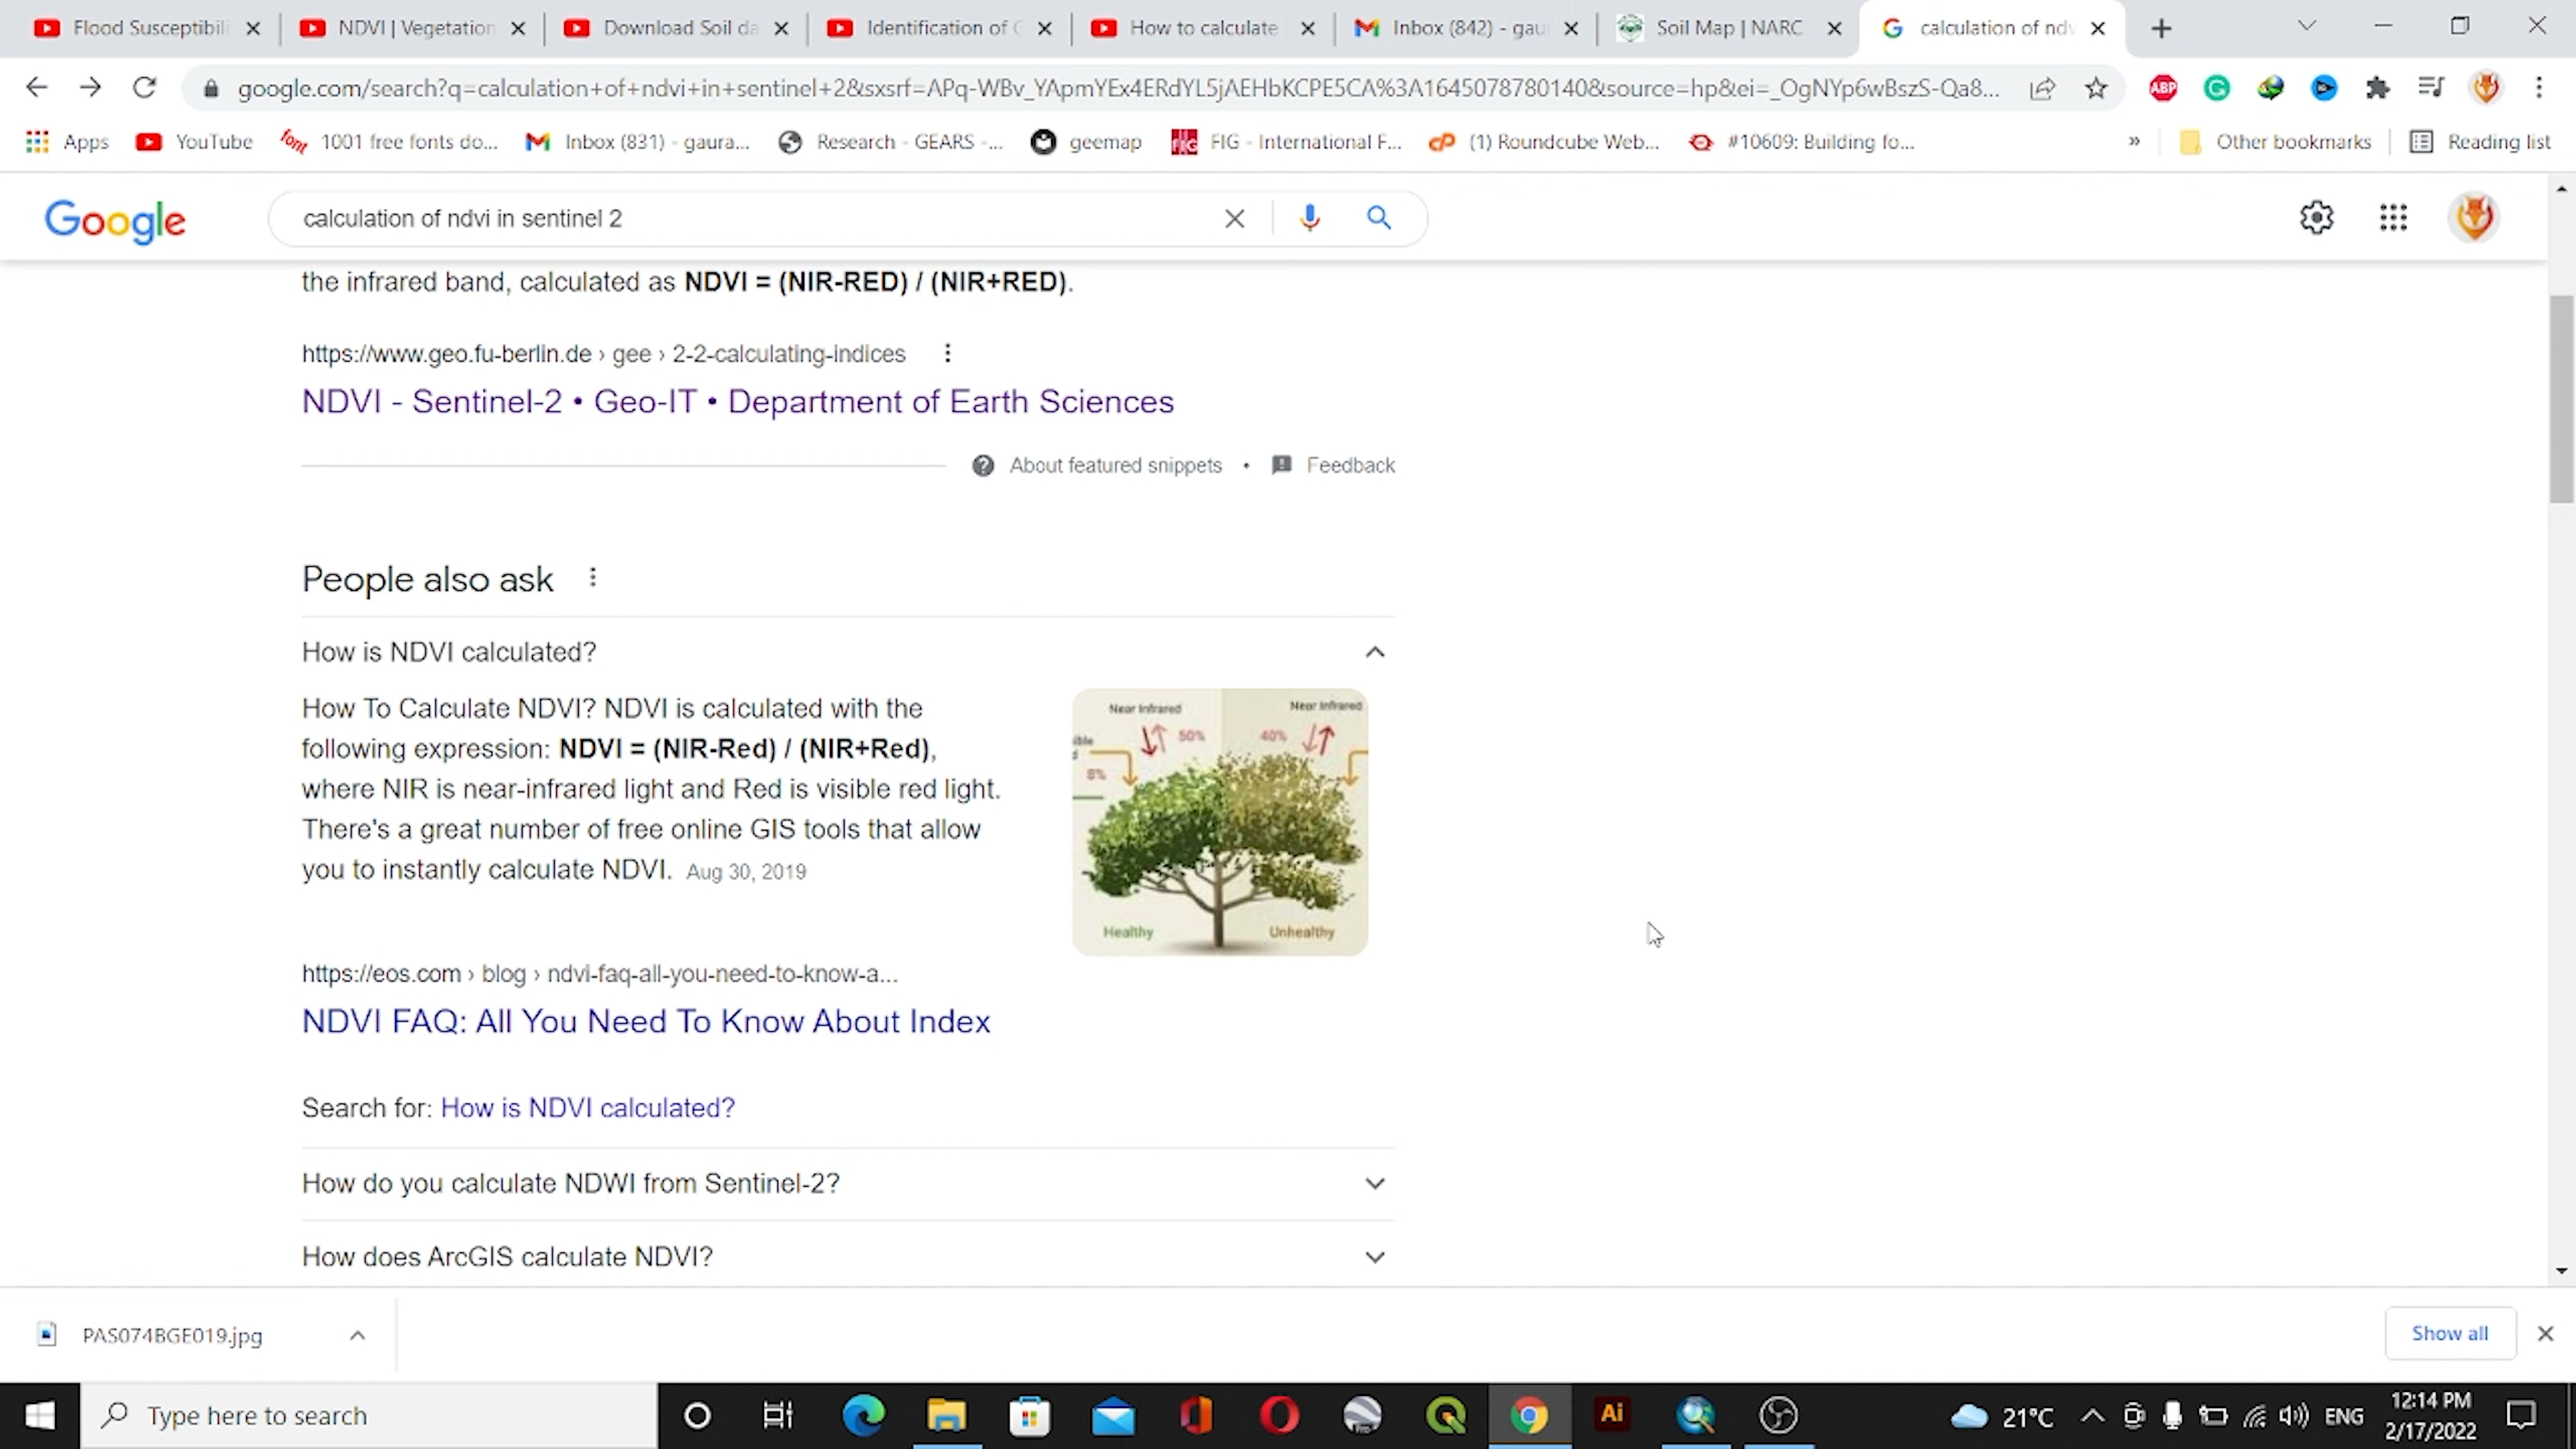 Flood Susceptibili
NDVI | Vegetation
Download Soil da
Identification of G
How to calculate
Inbox (842) - gau
Soil Map | NARC
calculation of ndv
google.com/search?q=calculation+of+ndvi+in+sentinel+2&sxsrf=APq-WBv_YApmYEx4ERdYL5jAEHbKCPE5CA%3A1645078780140&source=hp&ei=_OgNYp6wBszS-Qa8...
ABP
Apps
YouTube
font
1001 free fonts do...
Inbox (831) - gaura...
Research - GEARS -...
geemap
FIG
FIG - International F...
cP
(1) Roundcube Web...
#10609: Building fo...
»
Other bookmarks
Reading list
Google
calculation of ndvi in sentinel 2
the infrared band, calculated as NDVI = (NIR-RED) / (NIR+RED).
https://www.geo.fu-berlin.de › gee › 2-2-calculating-indices
NDVI - Sentinel-2 • Geo-IT • Department of Earth Sciences
About featured snippets • Feedback
People also ask
How is NDVI calculated?
How To Calculate NDVI? NDVI is calculated with the
following expression: NDVI = (NIR-Red) / (NIR+Red),
where NIR is near-infrared light and Red is visible red light.
There's a great number of free online GIS tools that allow
you to instantly calculate NDVI. Aug 30, 2019
Near Infrared
Near Infrared
ible
d
50%
40%
8%
Healthy
Unhealthy
https://eos.com › blog › ndvi-faq-all-you-need-to-know-a...
NDVI FAQ: All You Need To Know About Index
Search for: How is NDVI calculated?
How do you calculate NDWI from Sentinel-2?
How does ArcGIS calculate NDVI?
PAS074BGE019.jpg
Show all
Type here to search
Pro
Ai
21°C
ENG
12:14 PM
2/17/2022